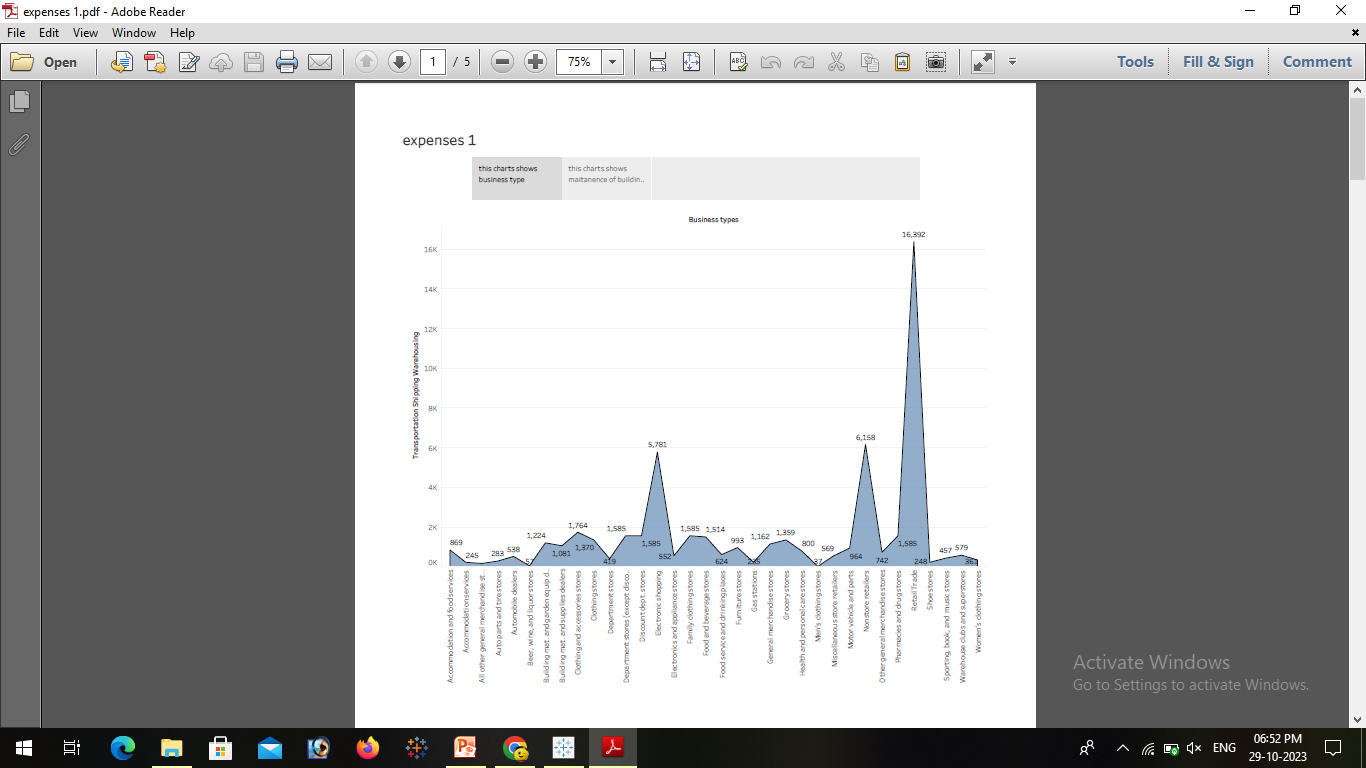 expenses 1.pdf - Adobe Reader
File Edit View Window Help
Open 1 / 5 75% Tools Fill & Sign Comment
expenses 1
this charts shows
business type
this charts shows
maitanence of buildin..
Business types
Transportation Shipping Warehousing
16K
14K
12K
10K
8K
6K
4K
2K
0K
869
245
283
538
57
1,224
1,081
1,764
1,370
419
1,585
1,585
5,781
552
1,585
1,514
624
993
1,162
1,359
800
37
569
964
6,158
742
1,585
16,392
248
457
579
361
Accommodation and food services
Accommodation services
All other general merchandise st..
Auto parts and tire stores
Automobile dealers
Beer, wine, and liquor stores
Building mat. and garden equip d..
Building mat. and supplies dealers
Clothing and accessories stores
Clothing stores
Department stores
Department stores (except disco..
Discount dept. stores
Electronic shopping
Electronics and appliance stores
Family clothing stores
Food and beverage stores
Food service and drinking places
Furniture stores
Gas stations
General merchandise stores
Grocery stores
Health and personal care stores
Men's clothing stores
Miscellaneous store retailers
Motor vehicle and parts
Nonstore retailers
Other general merchandise stores
Pharmacies and drug stores
Retail Trade
Shoe stores
Sporting, book, and music stores
Warehouse clubs and superstores
Women's clothing stores
Activate Windows
Go to Settings to activate Windows.
ENG
06:52 PM
29-10-2023